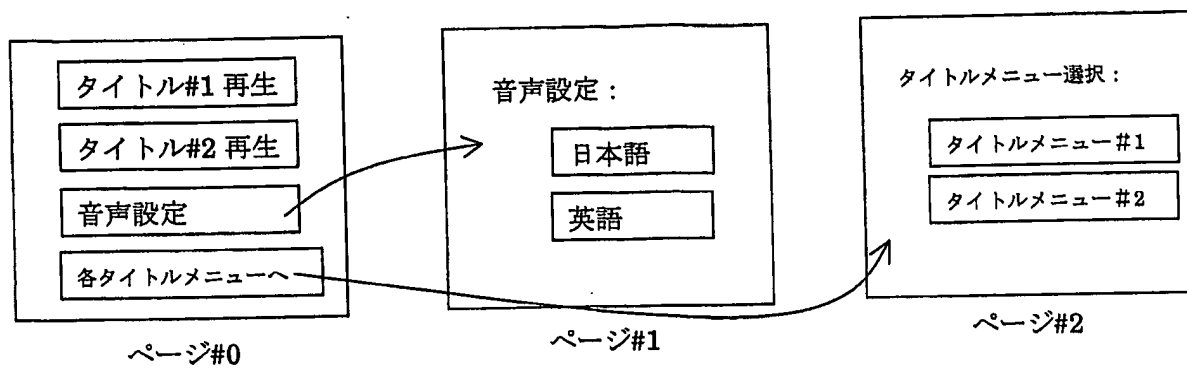 タイトル#1 再生
タイトル#2 再生
音声設定
各タイトルメニューへ
ページ#0
音声設定：
日本語
英語
ページ#1
タイトルメニュー選択：
タイトルメニュー#1
タイトルメニュー#2
ページ#2